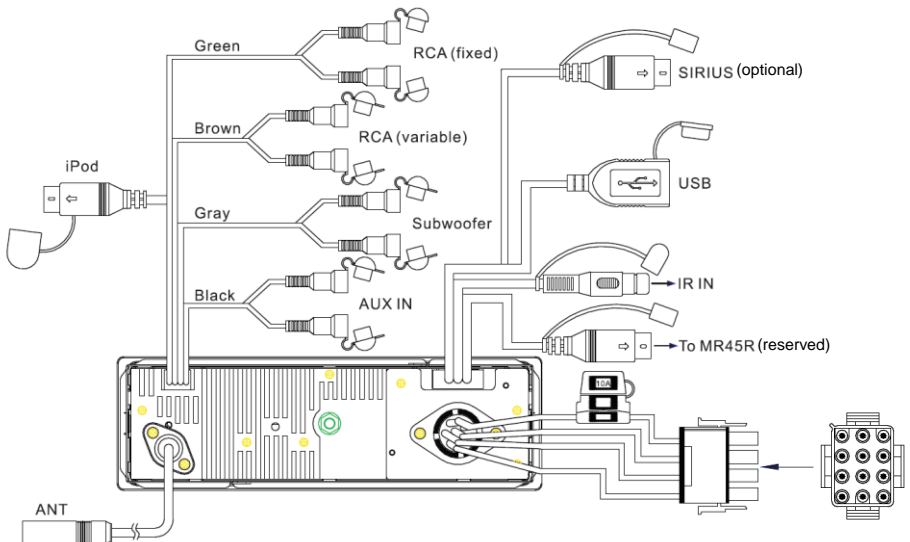 Green
RCA (fixed)
SIRIUS (optional)
Brown
RCA (variable)
iPod
USB
Gray
Subwoofer
Black
AUX IN
IR IN
To MR45R (reserved)
10A
ANT